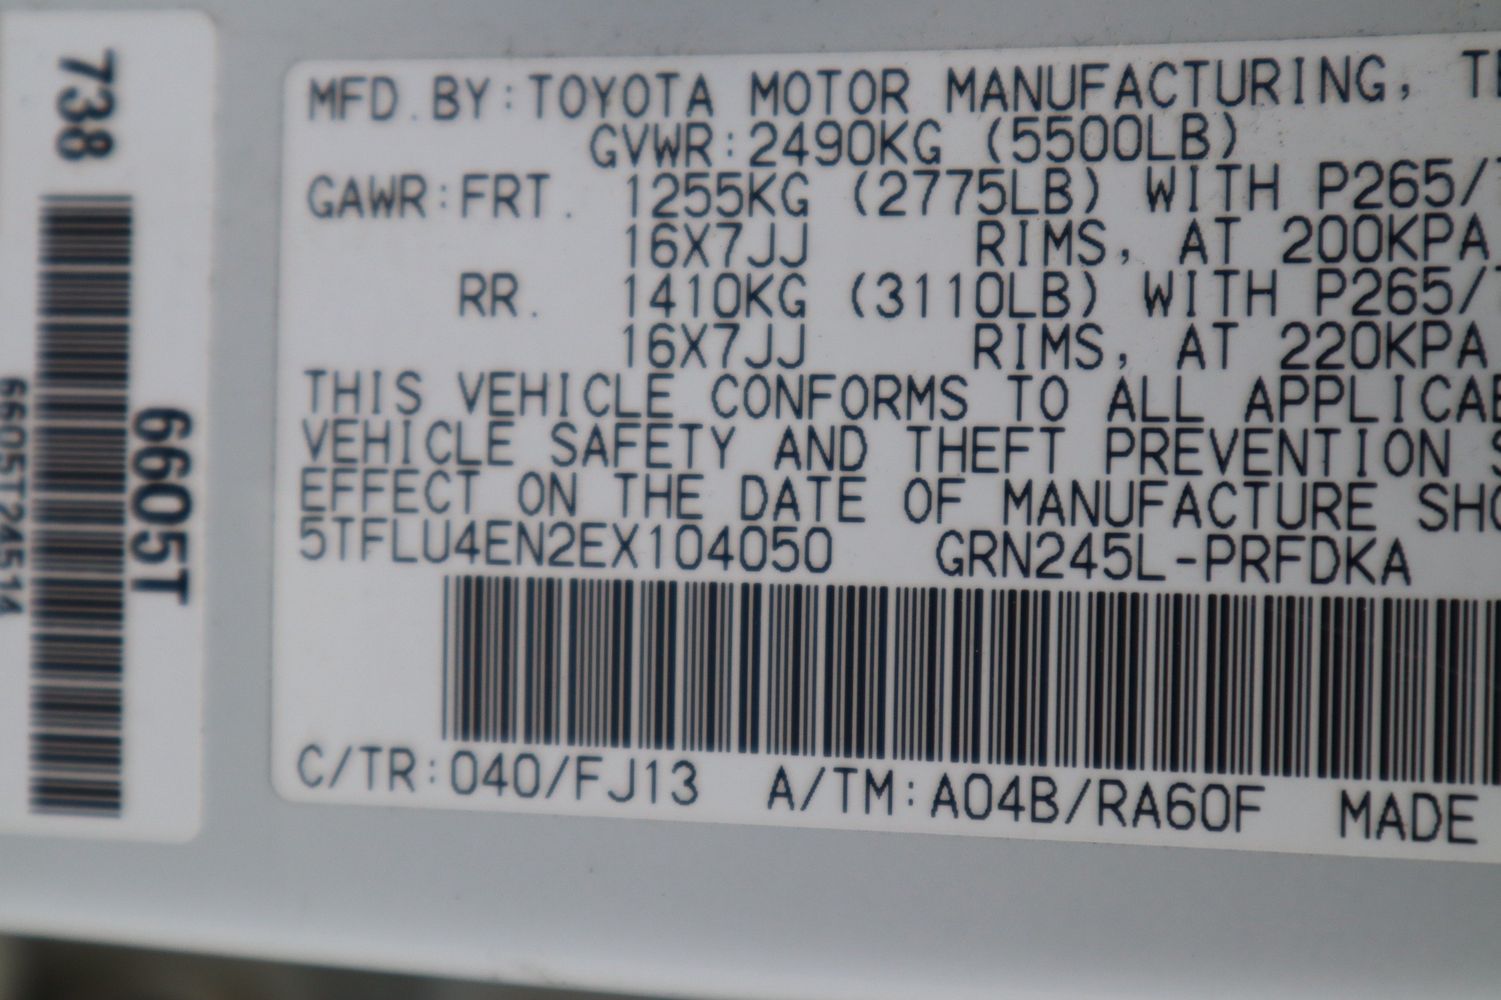 738
6605T
6605T24514
MFD.BY:TOYOTA MOTOR MANUFACTURING,
GVWR:2490KG (5500LB)
GAWR:FRT. 1255KG (2775LB) WITH P265/
16X7JJ RIMS, AT 200KPA
RR. 1410KG (3110LB) WITH P265/
16X7JJ RIMS, AT 220KPA
THIS VEHICLE CONFORMS TO ALL APPLICAB
VEHICLE SAFETY AND THEFT PREVENTION S
EFFECT ON THE DATE OF MANUFACTURE SHO
5TFLU4EN2EX104050 GRN245L-PRFDKA
C/TR:040/FJ13 A/TM:A04B/RA60F MADE